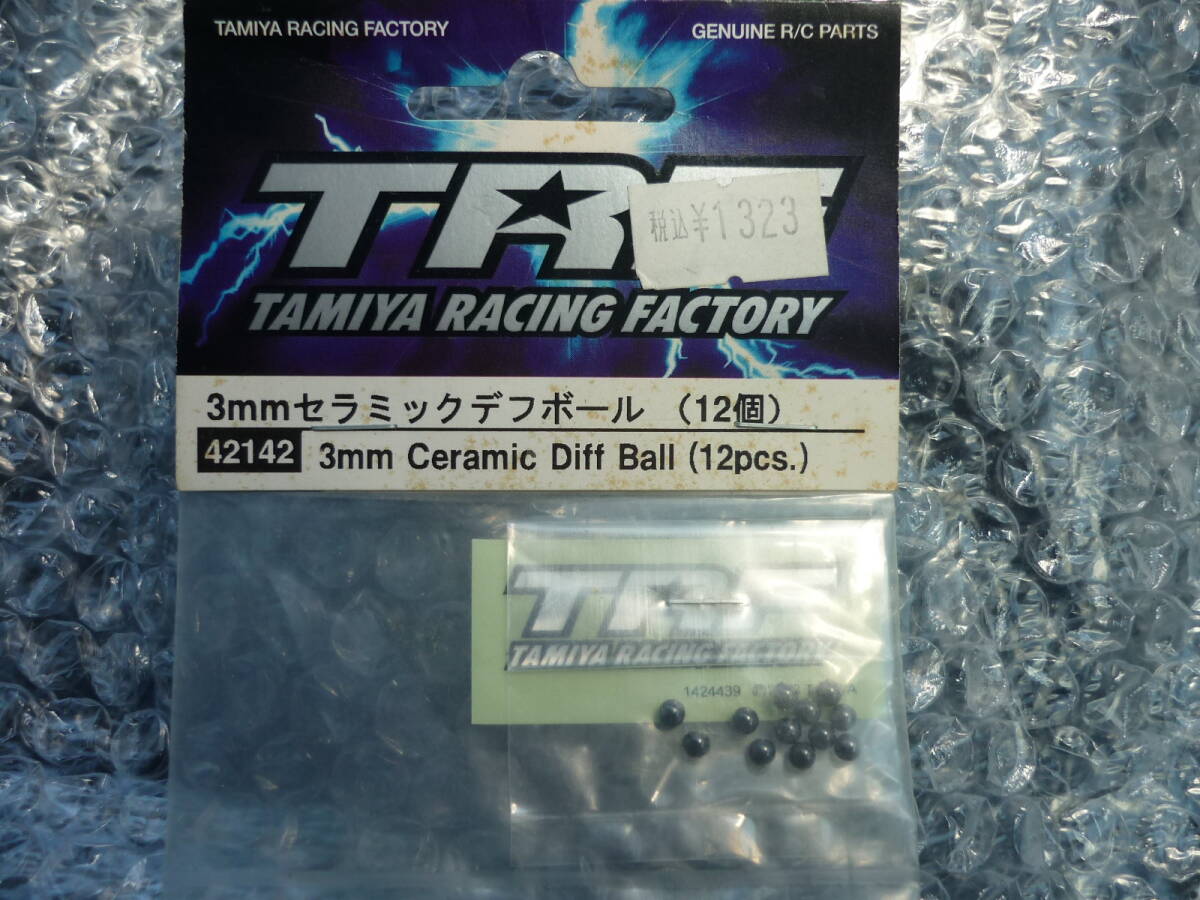 TAMIYA RACING FACTORY
GENUINE R/C PARTS
TRF
税込¥1323
TAMIYA RACING FACTORY
3mmセラミックデフボール (12個)
42142 3mm Ceramic Diff Ball (12pcs.)
TRF
TAMIYA RACING FACTORY
1424439